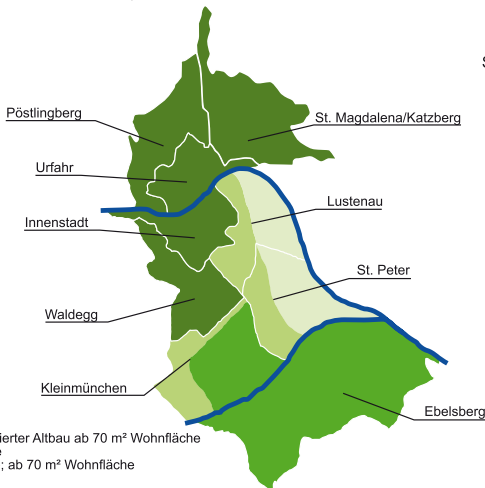 Pöstlingberg
St. Magdalena/Katzberg
Urfahr
Lustenau
Innenstadt
St. Peter
Waldegg
Kleinmünchen
Ebelsberg
Altbau ab 70 m² Wohnfläche
; ab 70 m² Wohnfläche